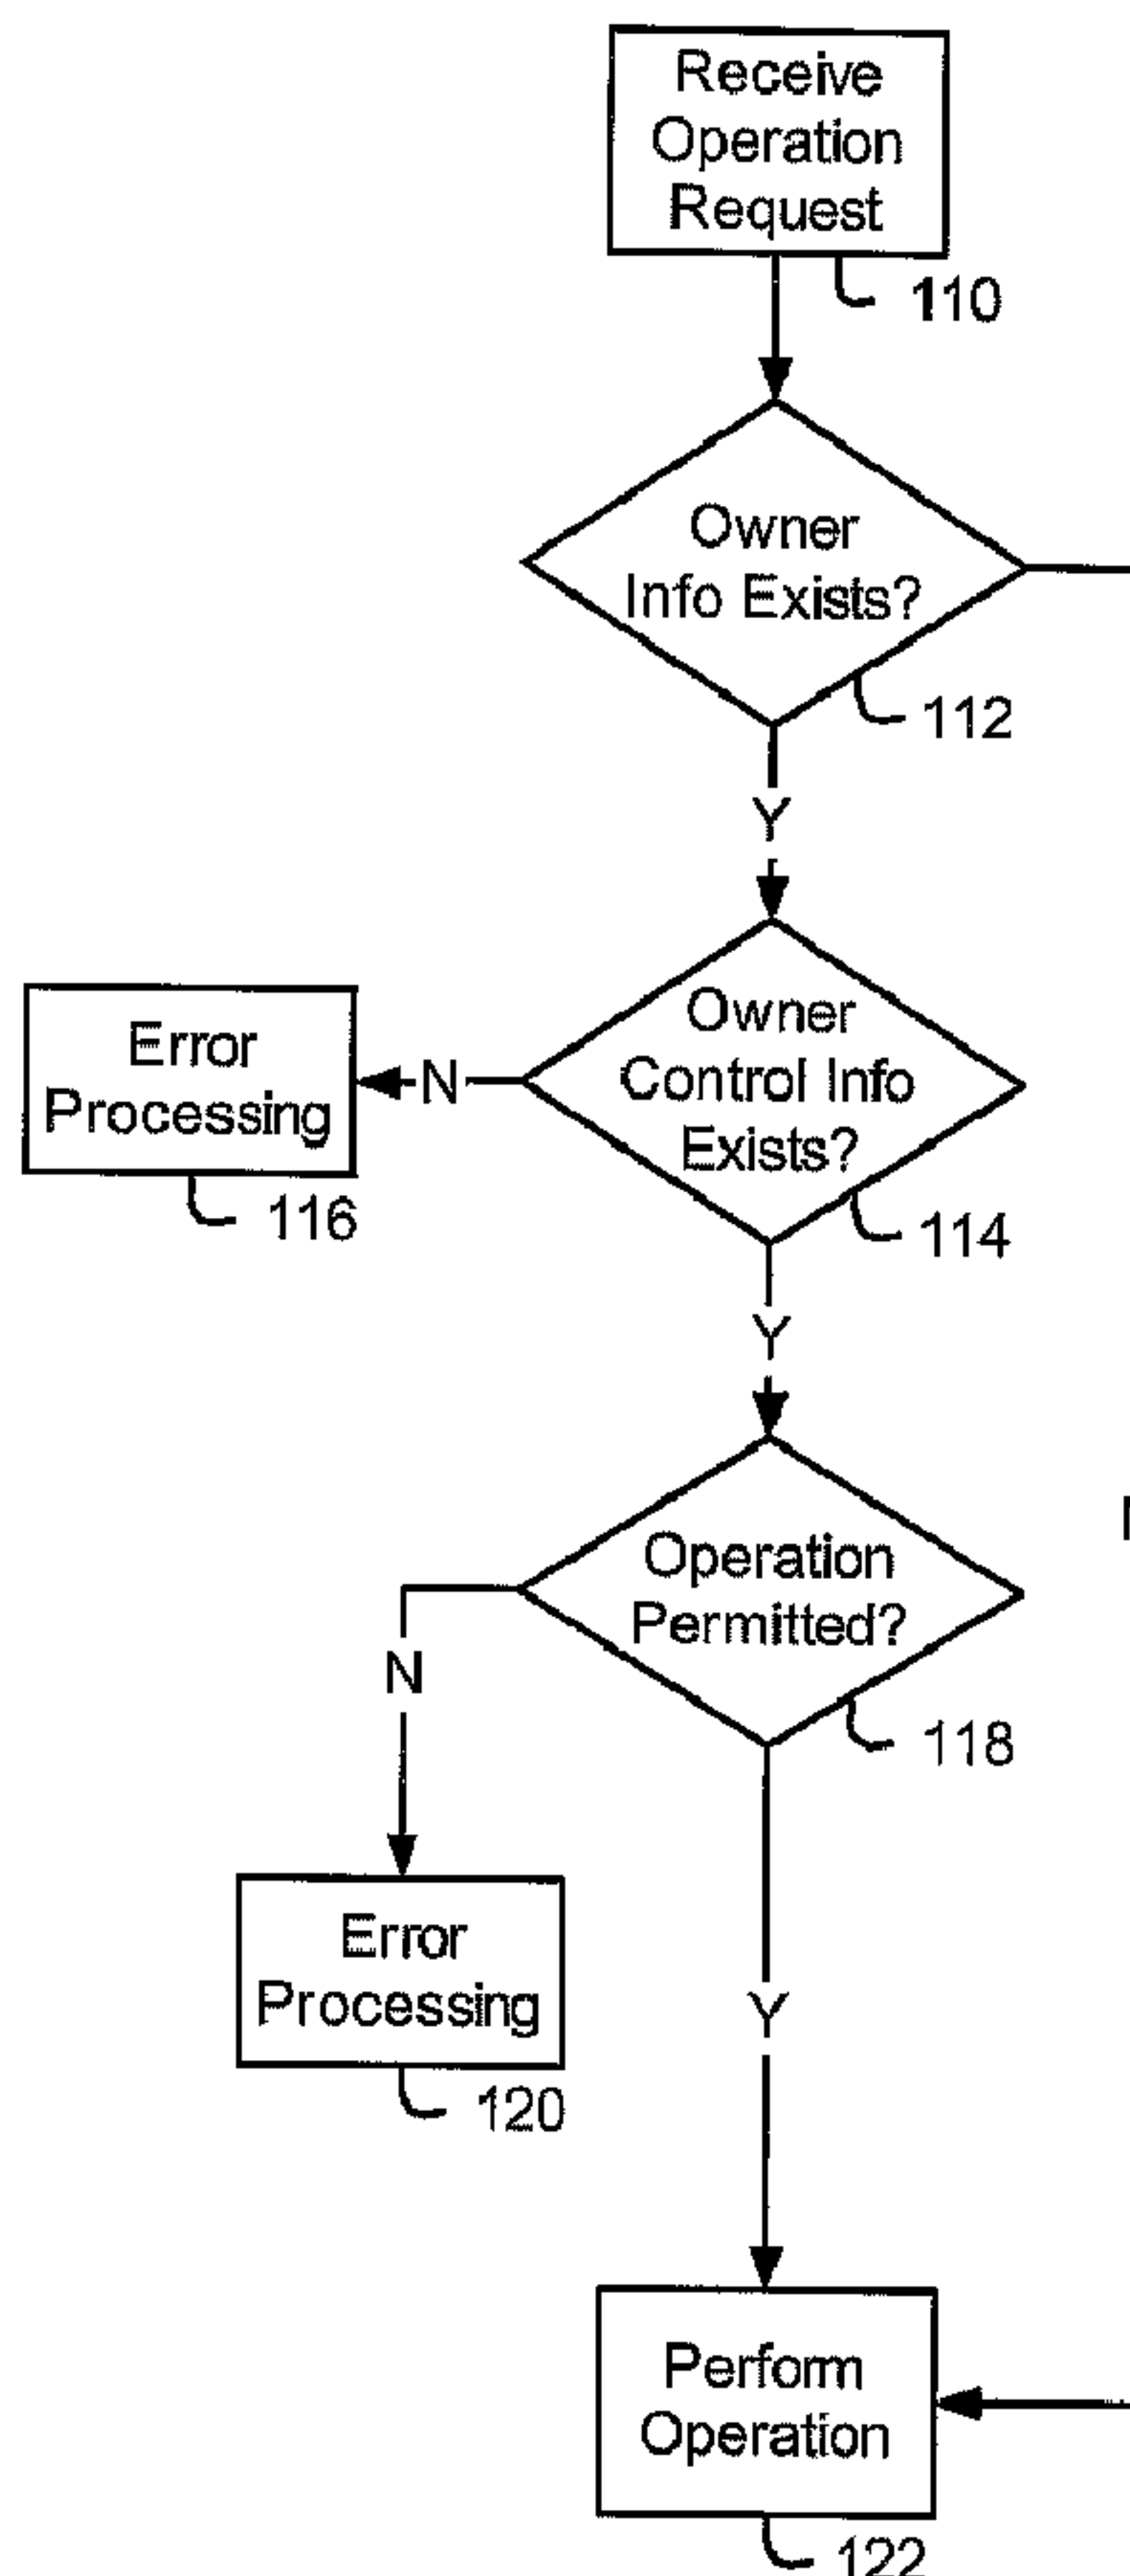 Receive
Operation
Request
110
Owner
Info Exists?
112
Y
Owner
Control Info
Exists?
114
N
Error
Processing
116
Y
Operation
Permitted?
118
N
Error
Processing
120
Y
Perform
Operation
122